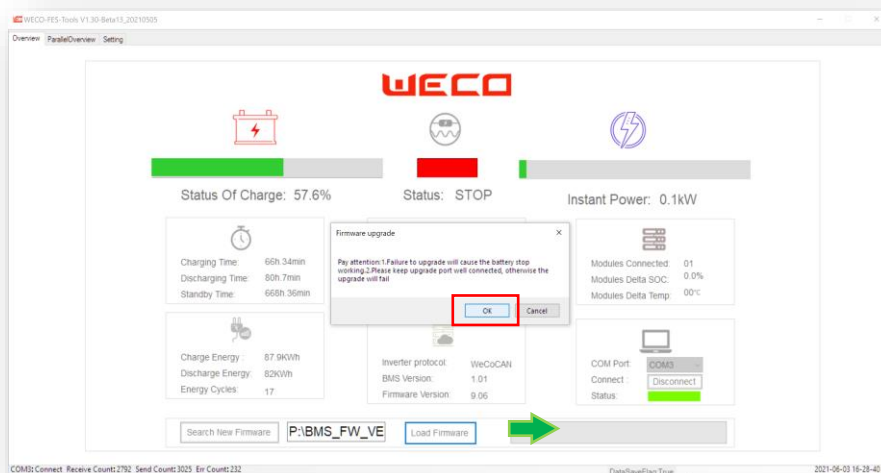 WECO-FES-Tools V1.30-Beta13_20210505
Overview ParallelOverview Setting
WECO
Status Of Charge: 57.6%
Status: STOP
Instant Power: 0.1kW
Charging Time: 66h.34min
Discharging Time: 80h.7min
Standby Time: 668h.36min
Firmware upgrade
Pay attention:1.Failure to upgrade will cause the battery stop
working.2.Please keep upgrade port well connected, otherwise the
upgrade will fail
OK Cancel
Modules Connected: 01
Modules Delta SOC: 0.0%
Modules Delta Temp: 00°C
Charge Energy : 87.9KWh
Discharge Energy: 82KWh
Energy Cycles: 17
Inverter protocol: WeCoCAN
BMS Version: 1.01
Firmware Version: 9.06
COM Port: COM3
Connect : Disconnect
Status:
Search New Firmware P:\BMS_FW_VE Load Firmware
COM3: Connect Receive Count: 2792 Send Count: 3025 Err Count: 232
DataSaveFlag:True
2021-06-03 16-28-40